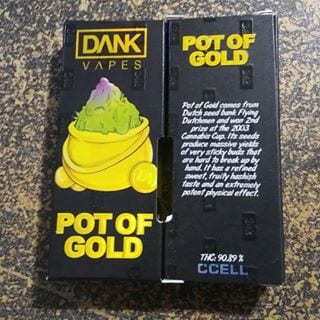 DANK
VAPES
POT OF
GOLD
POT OF
GOLD
Pot of Gold comes from
Dutch seed bank Flying
Dutchmen and won 2nd
prize at the 2003
Cannabis Cup. Its seeds
produce massive yields
of very sticky buds that
are hard to break up by
hand. It has a refined
sweet, fruity hashish
taste and an extremely
potent physical effect.
THC: 90.89 %
CCELL